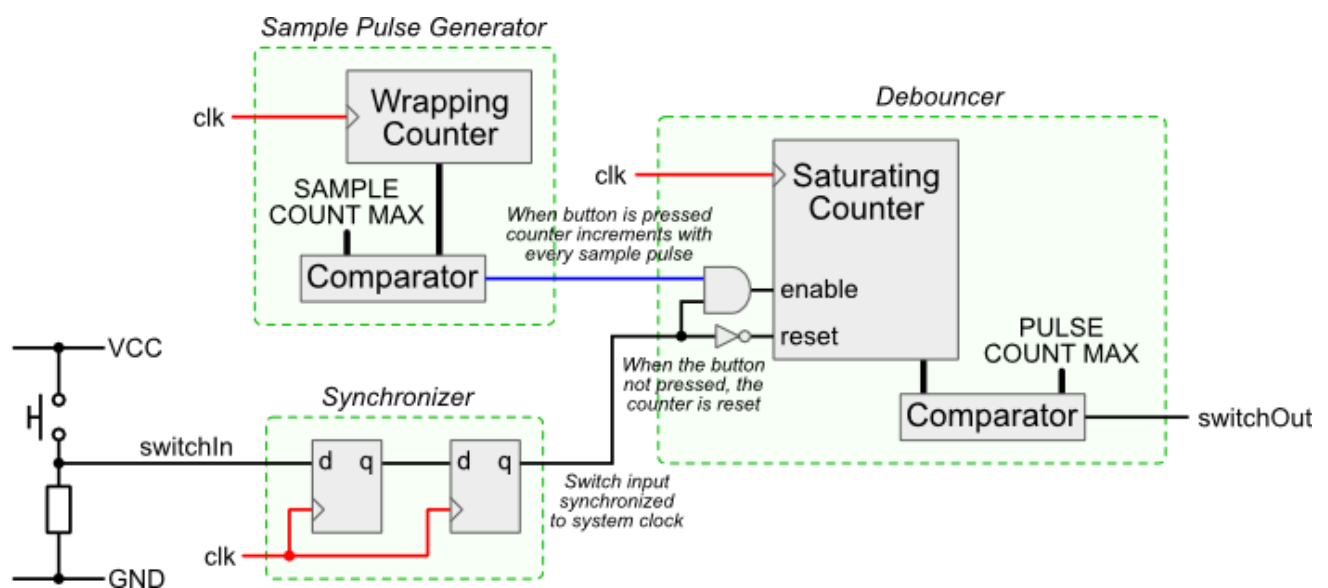 Sample Pulse Generator
Wrapping
Counter
clk
SAMPLE
COUNT MAX
Comparator
When button is pressed
counter increments with
every sample pulse
Debouncer
clk
Saturating
Counter
enable
reset
PULSE
COUNT MAX
When the button
not pressed, the
counter is reset
Comparator
switchOut
VCC
Synchronizer
switchIn
d q
d q
Switch input
synchronized
to system clock
clk
GND